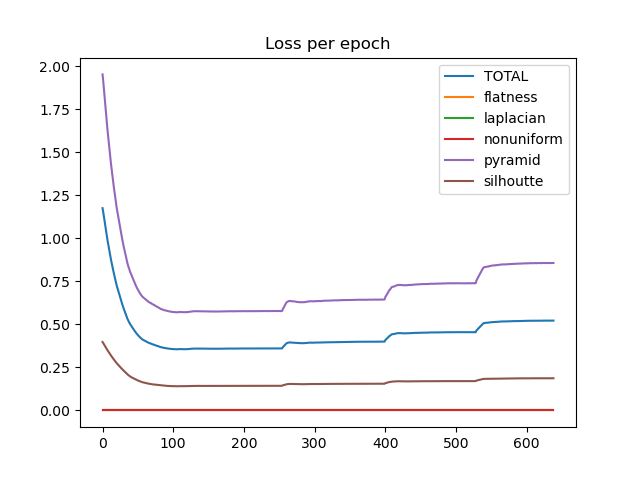 Loss per epoch
2.00
1.75
1.50
1.25
1.00
0.75
0.50
0.25
0.00
0
100
200
300
400
500
600
TOTAL
flatness
laplacian
nonuniform
pyramid
silhoutte